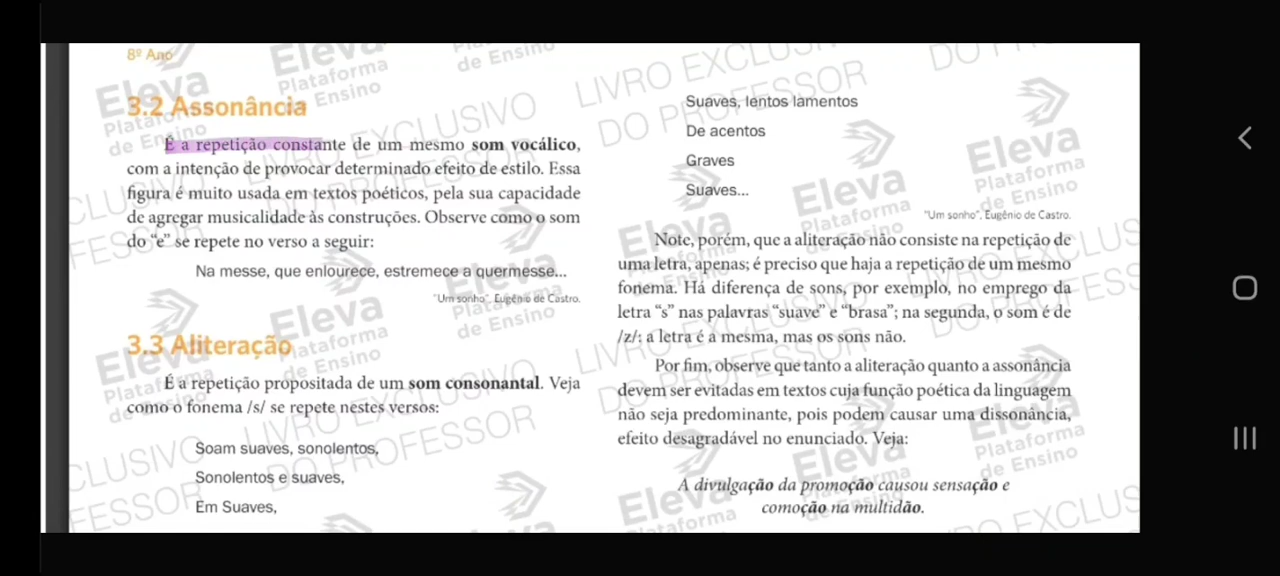 8º Ano
3.2 Assonância
É a repetição constante de um mesmo som vocálico,
com a intenção de provocar determinado efeito de estilo. Essa
figura é muito usada em textos poéticos, pela sua capacidade
de agregar musicalidade às construções. Observe como o som
do “e” se repete no verso a seguir:
Na messe, que enlourece, estremece a quermesse...
"Um sonho", Eugênio de Castro.
3.3 Aliteração
É a repetição propositada de um som consonantal. Veja
como o fonema /s/ se repete nestes versos:
Soam suaves, sonolentos,
Sonolentos e suaves,
Em Suaves,
Suaves, lentos lamentos
De acentos
Graves
Suaves...
"Um sonho", Eugênio de Castro.
Note, porém, que a aliteração não consiste na repetição de
uma letra, apenas; é preciso que haja a repetição de um mesmo
fonema. Há diferença de sons, por exemplo, no emprego da
letra “s” nas palavras “suave” e “brasa”; na segunda, o som é de
/z/: a letra é a mesma, mas os sons não.
Por fim, observe que tanto a aliteração quanto a assonância
devem ser evitadas em textos cuja função poética da linguagem
não seja predominante, pois podem causar uma dissonância,
efeito desagradável no enunciado. Veja:
A divulgação da promoção causou sensação e
comoção na multidão.
Eleva
Plataforma
de Ensino
LIVRO EXCLUSIVO
DO PROFESSOR